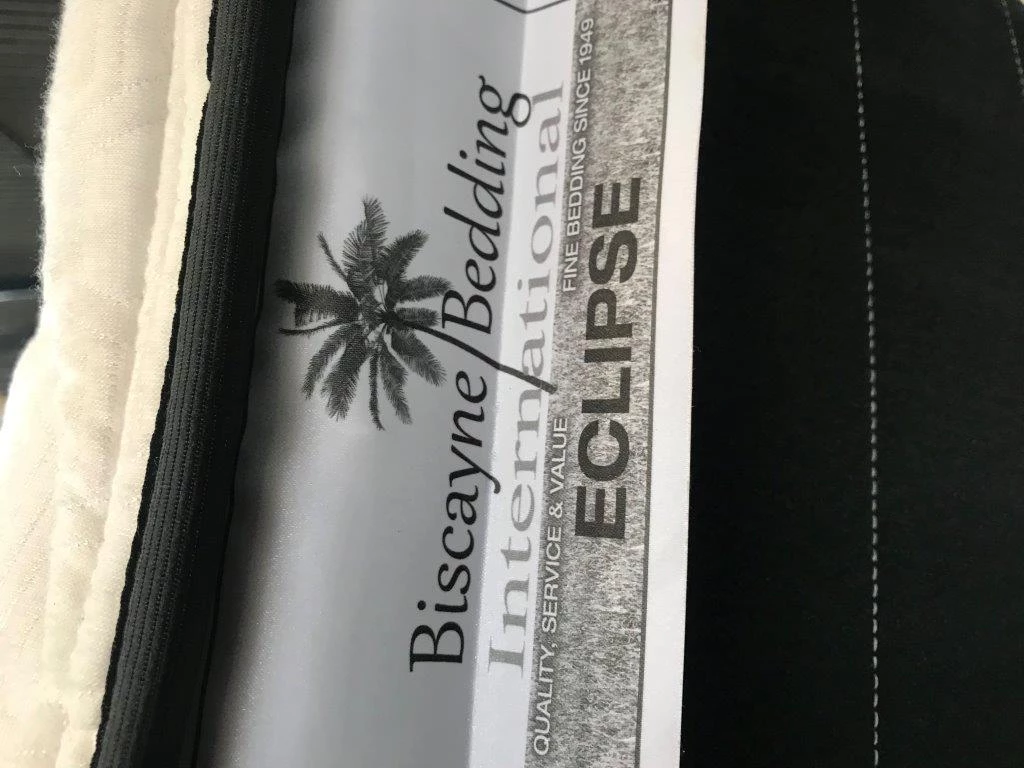 Biscayne Bedding
International
QUALITY, SERVICE & VALUE FINE BEDDING SINCE 1949
ECLIPSE